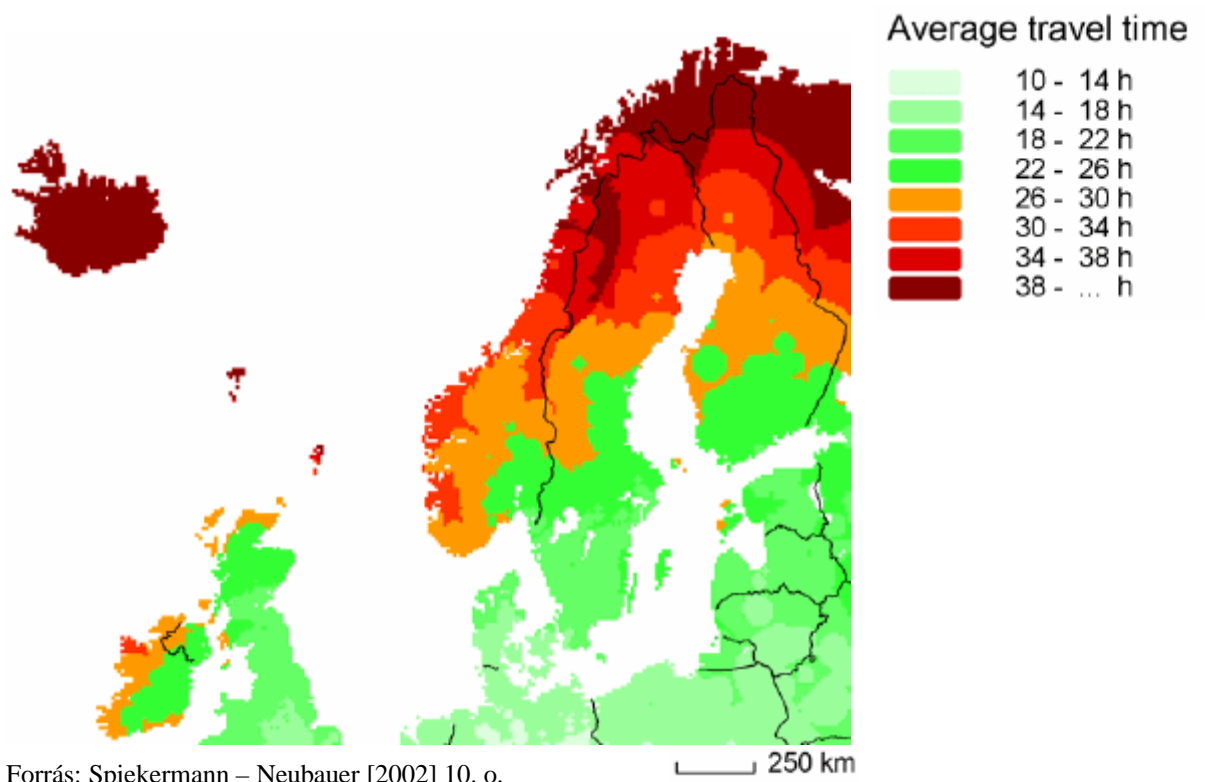 Average travel time
10 - 14 h
14 - 18 h
18 - 22 h
22 - 26 h
26 - 30 h
30 - 34 h
34 - 38 h
38 - ... h
250 km
Forrás: Spiekermann – Neubauer [2002] 10. o.